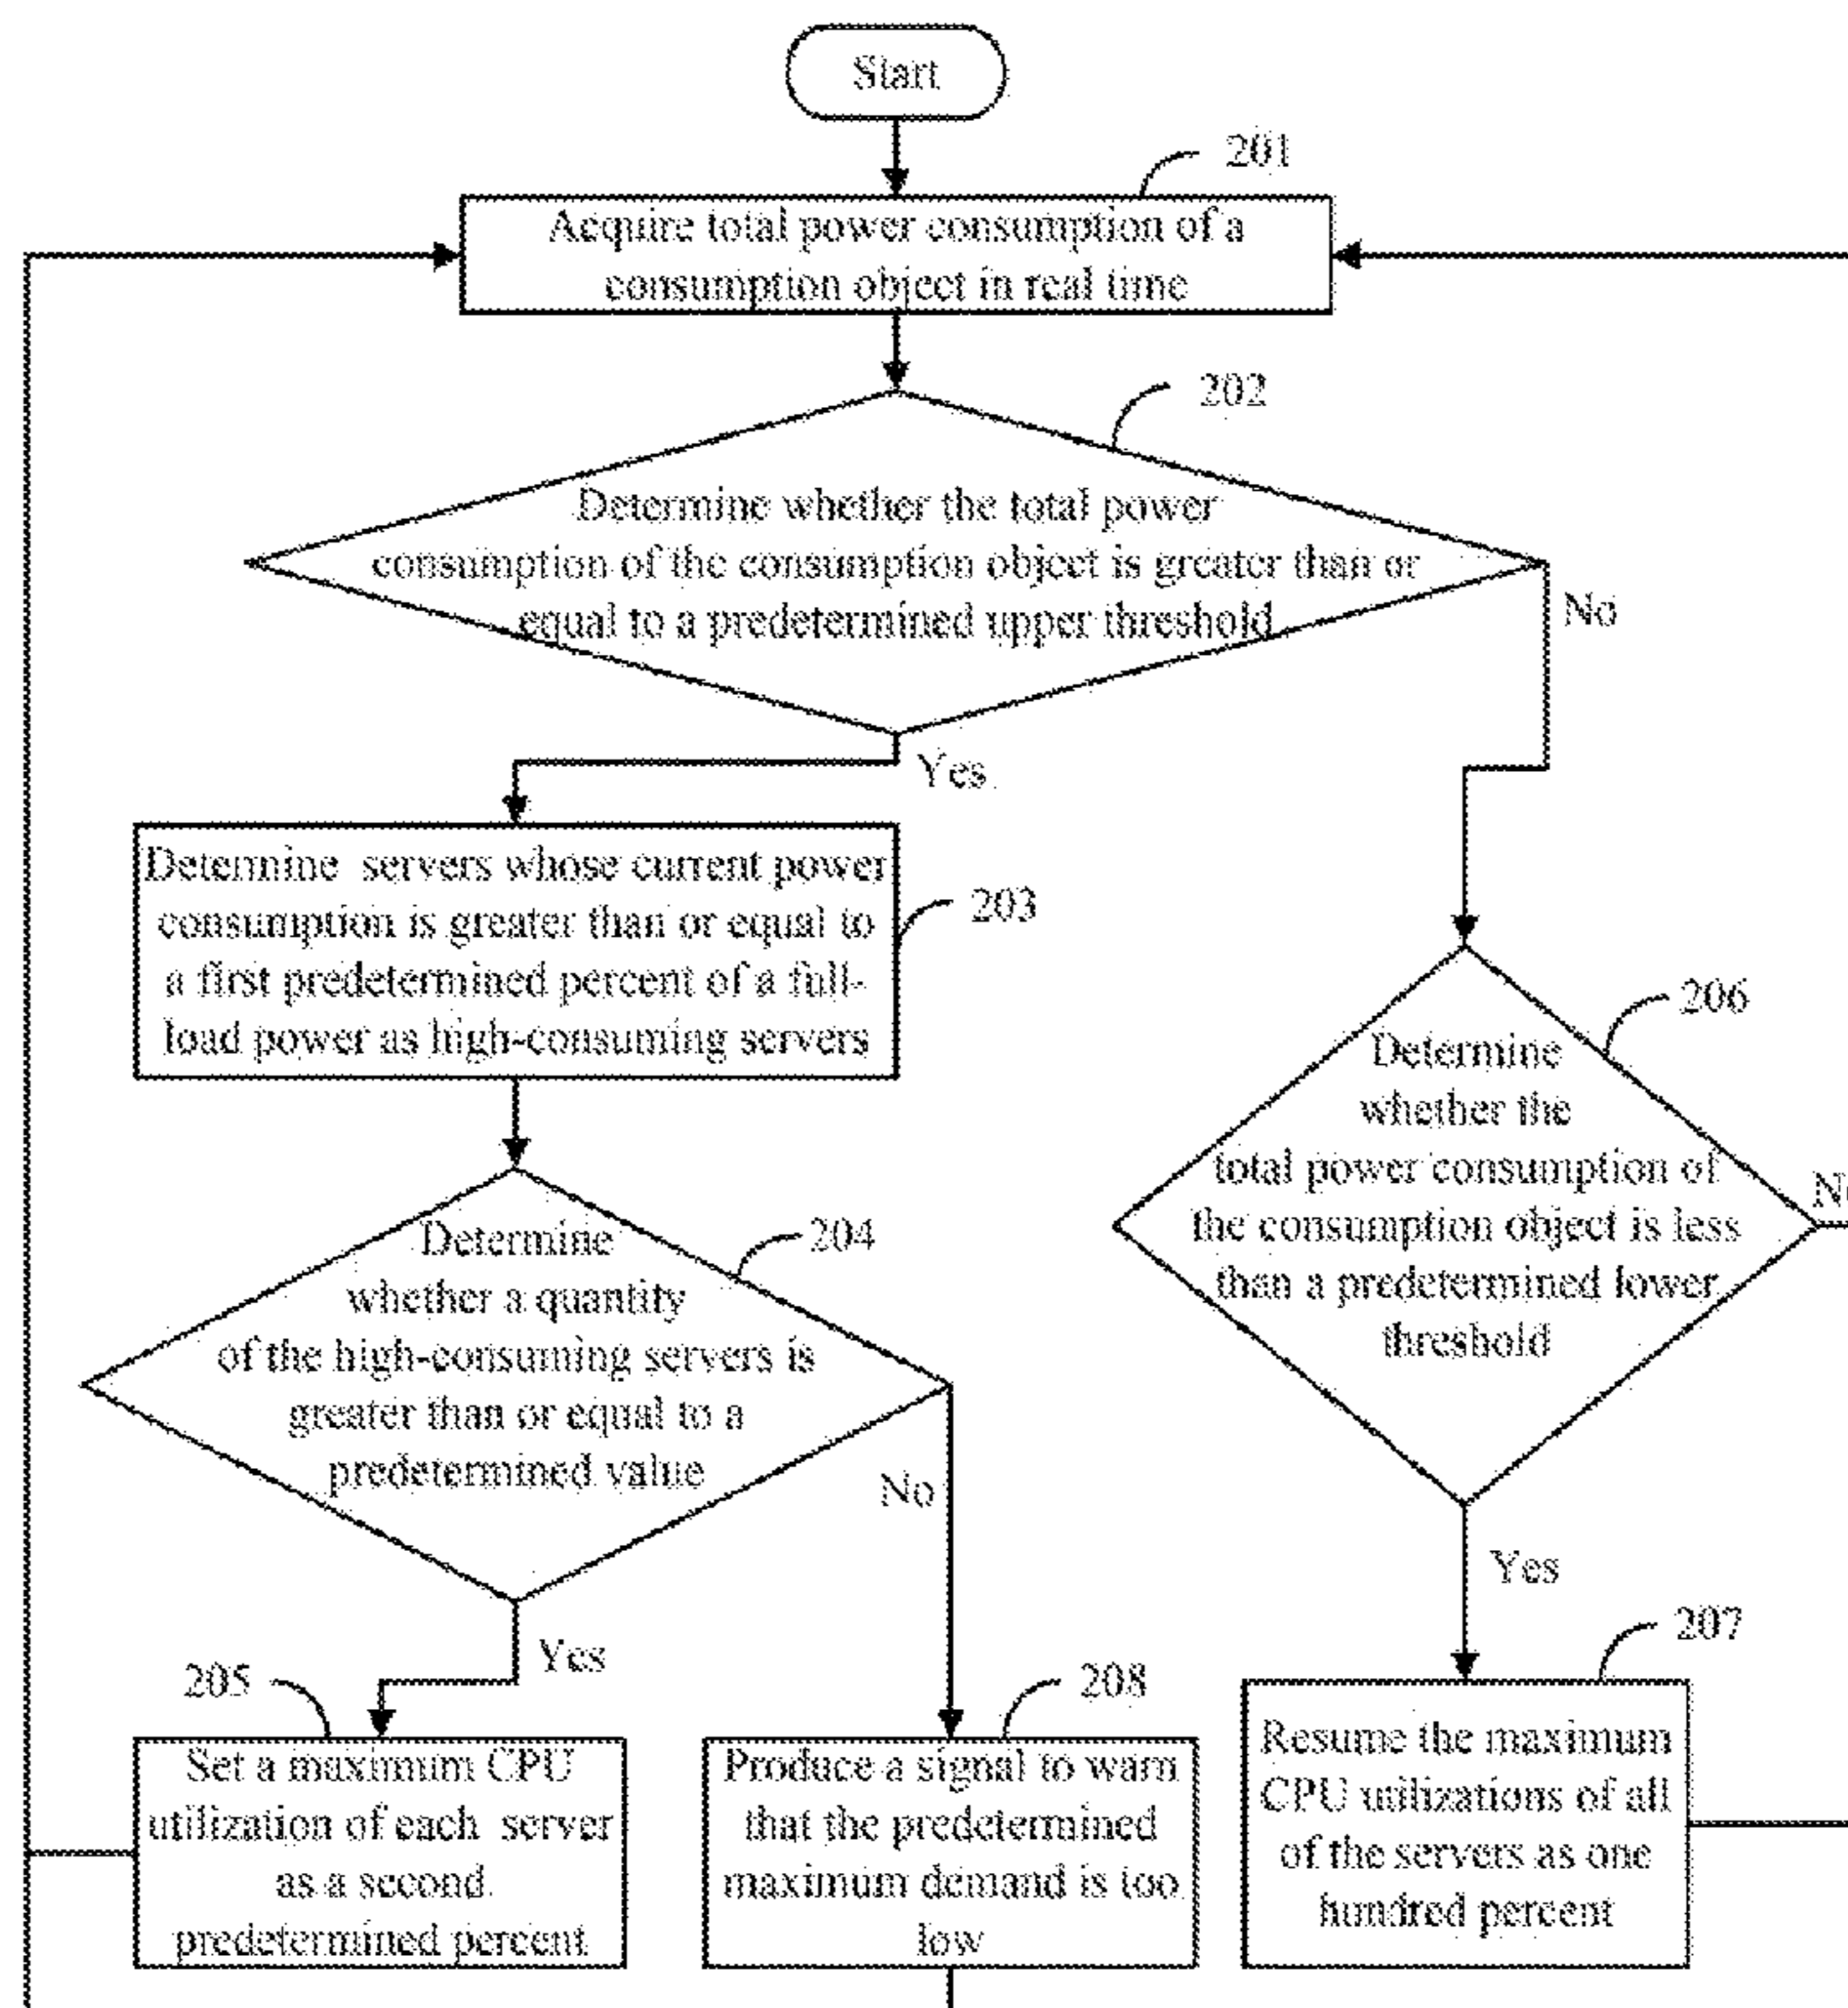 Start
201
Acquire total power consumption of a
consumption object in real time
202
Determine whether the total power
consumption of the consumption object is greater than or
equal to a predetermined upper threshold
No
Yes
Determine servers whose current power
consumption is greater than or equal to
a first predetermined percent of a full-
load power as high-consuming servers
203
206
Determine
whether the
total power consumption of
the consumption object is less
than a predetermined lower
threshold
204
Determine
whether a quantity
of the high-consuming servers is
greater than or equal to a
predetermined value
No
Yes
Yes
205
208
207
Set a maximum CPU
utilization of each server
as a second
predetermined percent
Produce a signal to warn
that the predetermined
maximum demand is too
low
Resume the maximum
CPU utilizations of all
of the servers as one
hundred percent